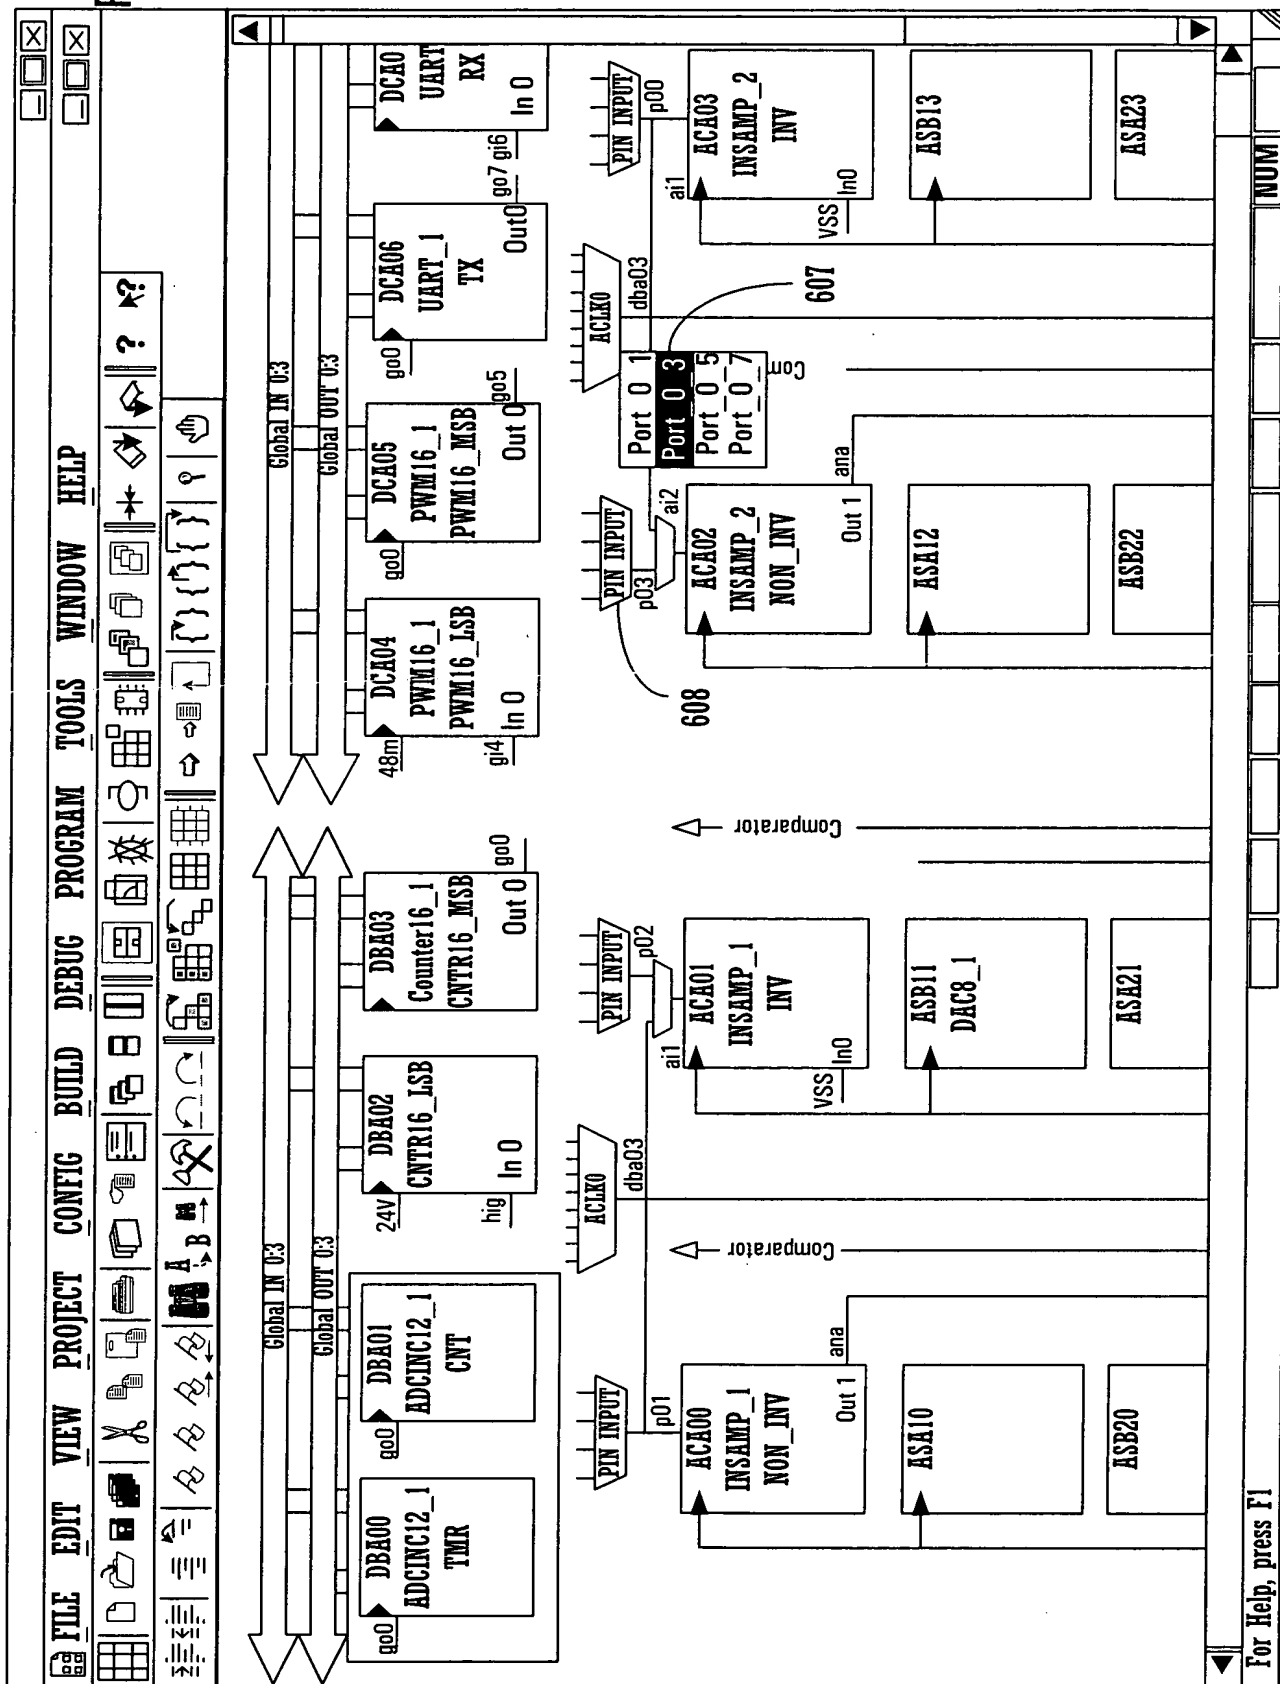 FILE EDIT VIEW PROJECT CONFIG BUILD DEBUG PROGRAM TOOLS WINDOW HELP
A
B
?
?
Global IN 0:3
Global IN 0:3
Global OUT 0:3
Global OUT 0:3
go0
DBA00
ADCINC12_1
TMR
go0
DBA01
ADCINC12_1
CNT
24V
DBA02
CNTR16_LSB
hig
In 0
DBA03
Counter16_1
CNTR16_MSB
Out 0
go0
48m
DCA04
PWM16_1
PWM16_LSB
gi4
In 0
go0
DCA05
PWM16_1
PWM16_MSB
Out 0
go5
go0
DCA06
UART_1
TX
Out0
go7
gi6
DCA0
UART
RX
In 0
PIN INPUT
p01
ACLK0
dba03
PIN INPUT
p02
608
PIN INPUT
p03
ai2
ACLK0
dba03
Port_0_1
Port_0_3
Port_0_5
Port_0_7
607
Com
PIN INPUT
p00
ACA00
INSAMP_1
NON_INV
Out 1
ana
Comparator
ai1
ACA01
INSAMP_1
INV
VSS
In0
Comparator
ACA02
INSAMP_2
NON_INV
Out 1
ana
ai1
ACA03
INSAMP_2
INV
VSS
In0
ASA10
ASB11
DAC8_1
ASA12
ASB13
ASB20
ASA21
ASB22
ASA23
For Help, press F1
NUM